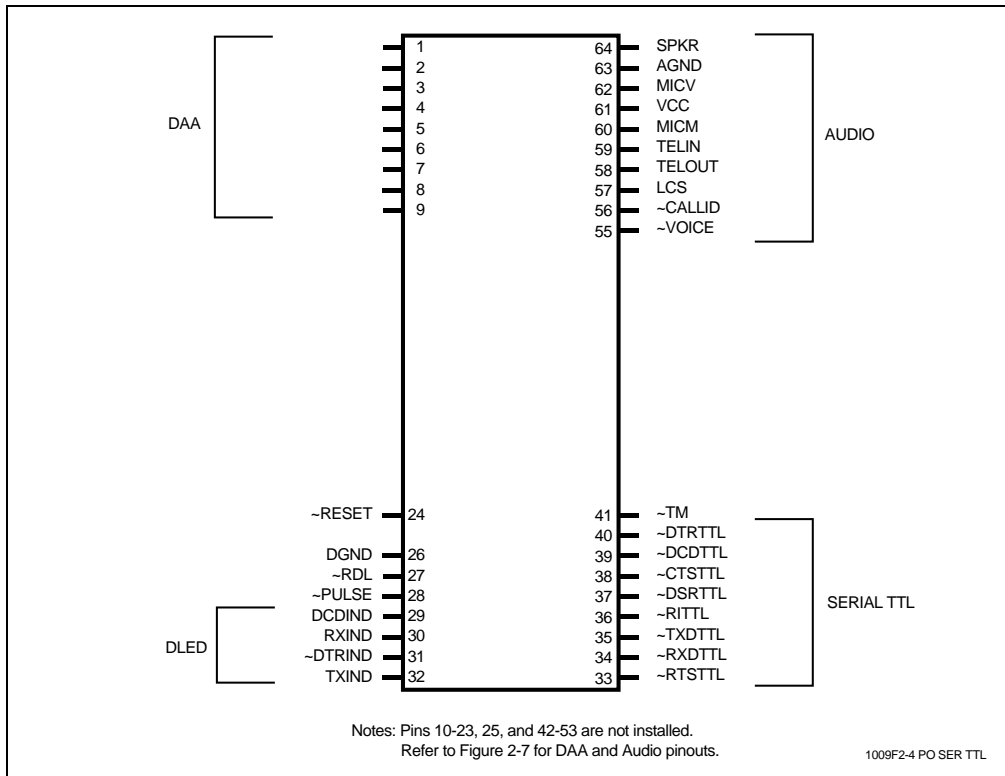 DAA
1
2
3
4
5
6
7
8
9
64 SPKR
63 AGND
62 MICV
61 VCC
60 MICM
59 TELIN
58 TELOUT
57 LCS
56 ~CALLID
55 ~VOICE
AUDIO
~RESET 24
DGND 26
~RDL 27
~PULSE 28
DCDIND 29
RXIND 30
~DTRIND 31
TXIND 32
DLED
41 ~TM
40 ~DTRTTL
39 ~DCDTTL
38 ~CTSTTL
37 ~DSRTTL
36 ~RITTL
35 ~TXDTTL
34 ~RXDTTL
33 ~RTSTTL
SERIAL TTL
Notes: Pins 10-23, 25, and 42-53 are not installed.
Refer to Figure 2-7 for DAA and Audio pinouts.
1009F2-4 PO SER TTL